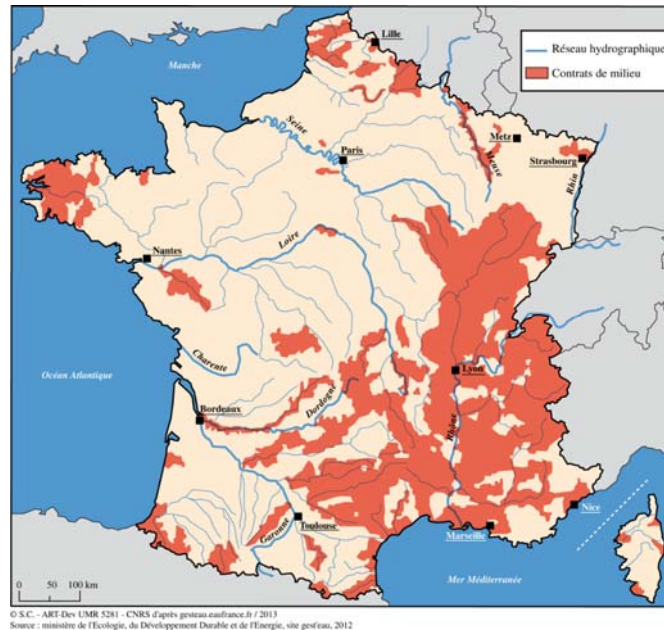 Lille
Réseau hydrographique
Contrats de milieu
Manche
Seine
Metz
Paris
Meuse
Strasbourg
Rhin
Loire
Nantes
Charente
Océan Atlantique
Lyon
Dordogne
Bordeaux
Rhône
Nice
Toulouse
Garonne
Marseille
Mer Méditerranée
0 50 100 km
© S.C. - ART-Dev UMR 5281 - CNRS d'après gesteau.eaufrance.fr / 2013
Source : ministère de l'Ecologie, du Développement Durable et de l'Energie, site gest'eau, 2012